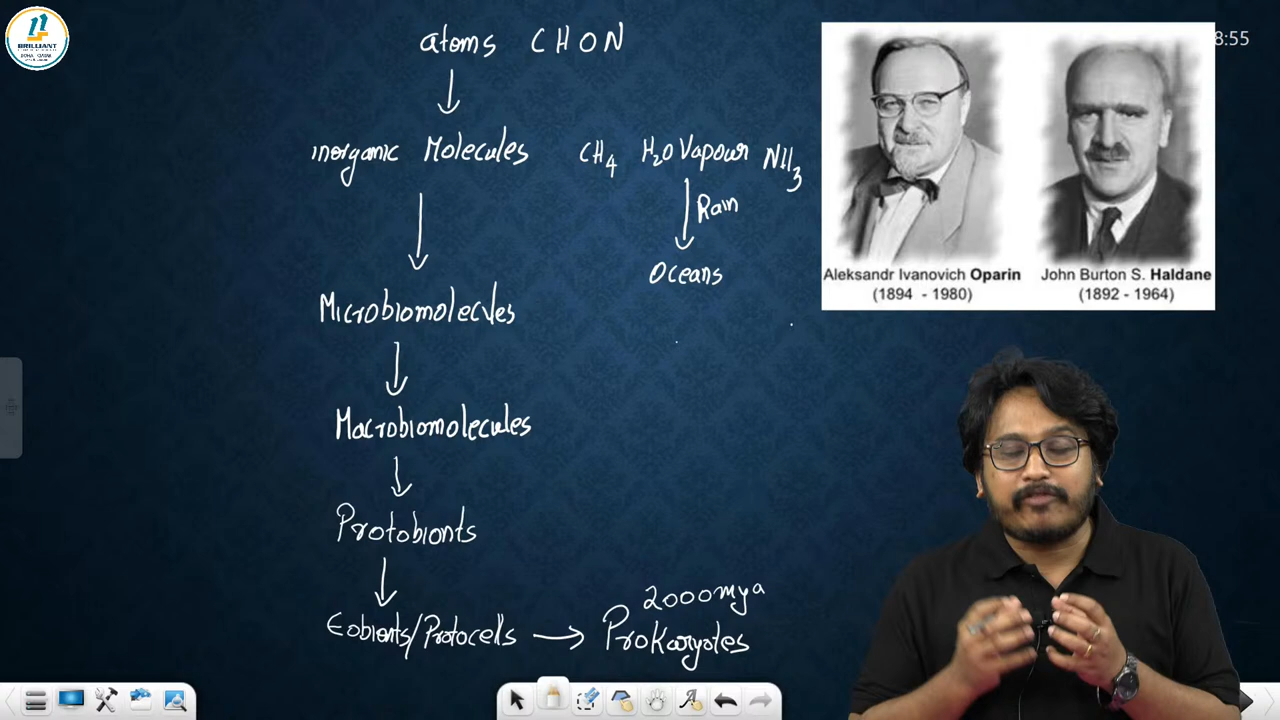 BRILLIANT
atoms C H O N
8:55
inorganic Molecules CH4 H2O Vapour NH3
Rain
Oceans
Aleksandr Ivanovich Oparin
(1894 - 1980)
John Burton S. Haldane
(1892 - 1964)
Microbiomolecules
Macrobiomolecules
Protobionts
2000mya
Eobionts/Protocells → Prokaryotes